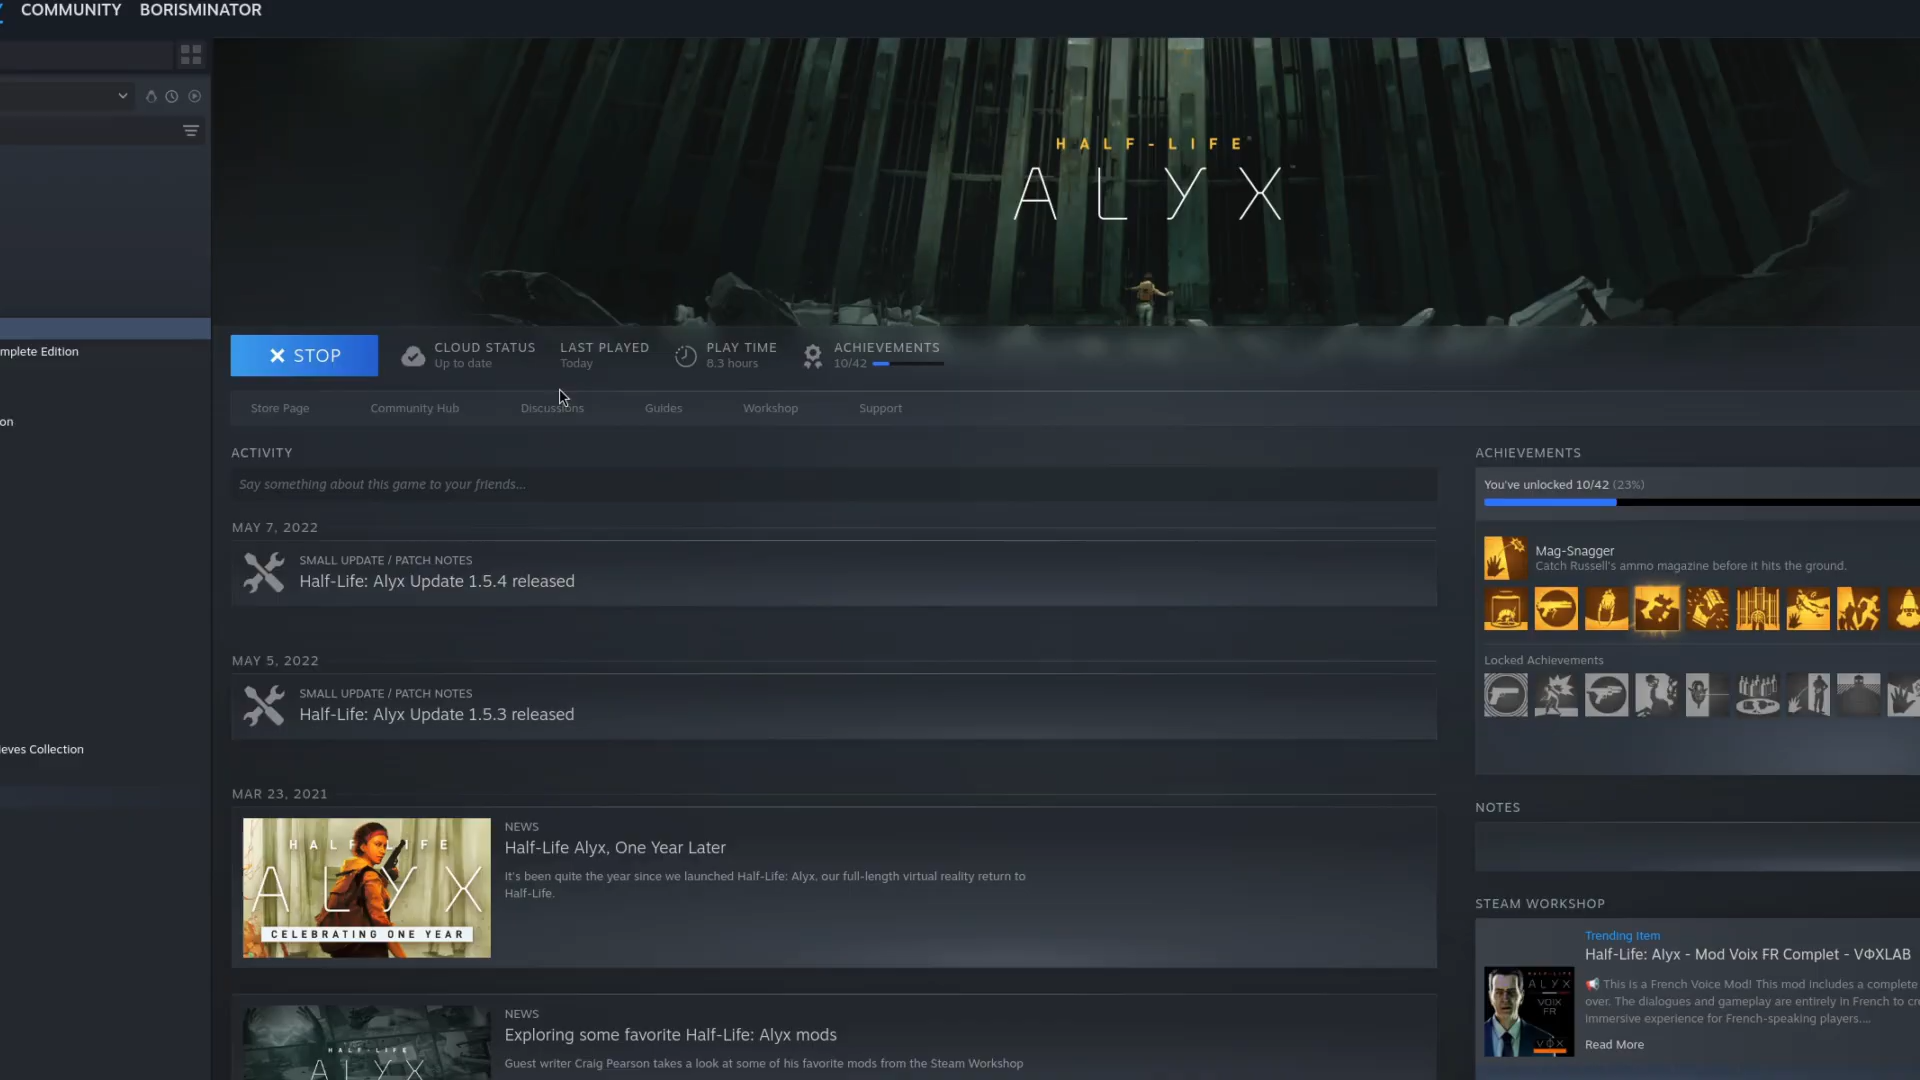 COMMUNITY BORISMINATOR
HALF-LIFE
ALYX
STOP
CLOUD STATUS
Up to date
LAST PLAYED
Today
PLAY TIME
8.3 hours
ACHIEVEMENTS
10/42
Store Page Community Hub Discussions Guides Workshop Support
mplete Edition
on
ieves Collection
ACTIVITY
Say something about this game to your friends...
MAY 7, 2022
SMALL UPDATE / PATCH NOTES
Half-Life: Alyx Update 1.5.4 released
MAY 5, 2022
SMALL UPDATE / PATCH NOTES
Half-Life: Alyx Update 1.5.3 released
MAR 23, 2021
HALF-LIFE
ALYX
CELEBRATING ONE YEAR
NEWS
Half-Life Alyx, One Year Later
It's been quite the year since we launched Half-Life: Alyx, our full-length virtual reality return to
Half-Life.
HALF-LIFE
ALYX
NEWS
Exploring some favorite Half-Life: Alyx mods
Guest writer Craig Pearson takes a look at some of his favorite mods from the Steam Workshop
ACHIEVEMENTS
You've unlocked 10/42 (23%)
Mag-Snagger
Catch Russell's ammo magazine before it hits the ground.
Locked Achievements
NOTES
STEAM WORKSHOP
Trending Item
Half-Life: Alyx - Mod Voix FR Complet - VΦXLAB
ALYX
VOIX
FR
VΦX
This is a French Voice Mod! This mod includes a complete
over. The dialogues and gameplay are entirely in French to cr
immersive experience for French-speaking players....
Read More